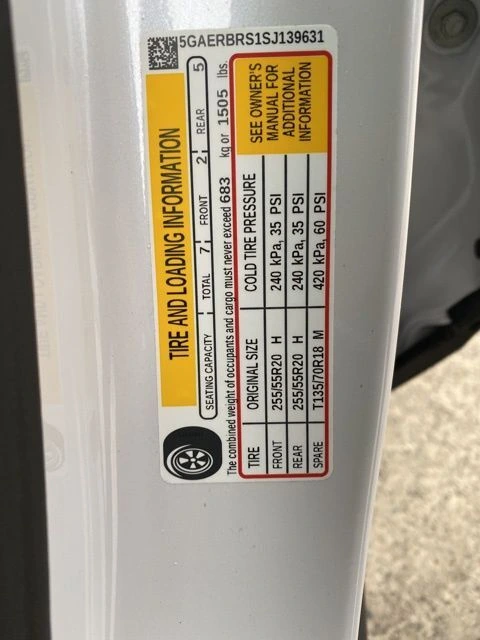 5GAERBRS1SJ139631
TIRE AND LOADING INFORMATION
SEATING CAPACITY TOTAL 7 FRONT 2 REAR 5
The combined weight of occupants and cargo must never exceed 683 kg or 1505 lbs.
TIRE ORIGINAL SIZE COLD TIRE PRESSURE
FRONT 255/55R20 H 240 kPa, 35 PSI
REAR 255/55R20 H 240 kPa, 35 PSI
SPARE T135/70R18 M 420 kPa, 60 PSI
SEE OWNER'S
MANUAL FOR
ADDITIONAL
INFORMATION